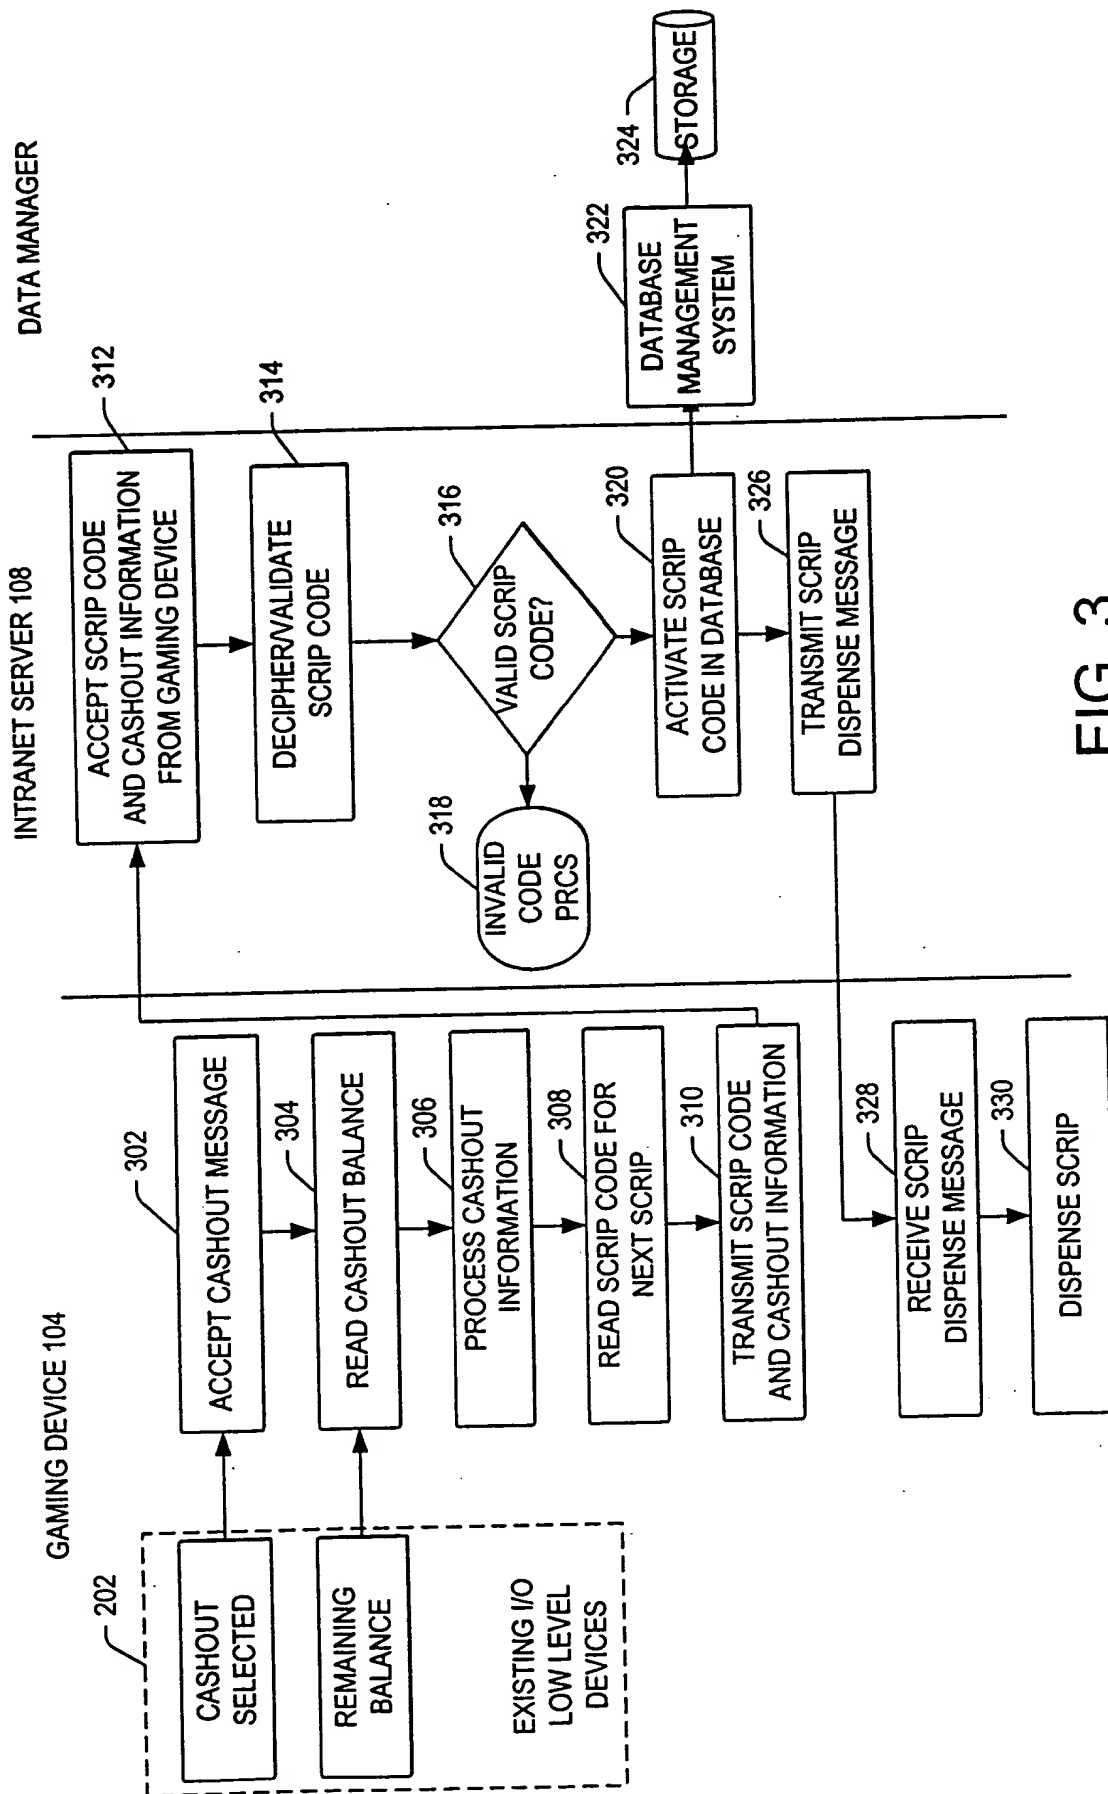 GAMING DEVICE 104
INTRANET SERVER 108
DATA MANAGER
202
CASHOUT
SELECTED
REMAINING
BALANCE
EXISTING I/O
LOW LEVEL
DEVICES
302
ACCEPT CASHOUT MESSAGE
304
READ CASHOUT BALANCE
306
PROCESS CASHOUT
INFORMATION
308
READ SCRIP CODE FOR
NEXT SCRIP
310
TRANSMIT SCRIP CODE
AND CASHOUT INFORMATION
328
RECEIVE SCRIP
DISPENSE MESSAGE
330
DISPENSE SCRIP
312
ACCEPT SCRIP CODE
AND CASHOUT INFORMATION
FROM GAMING DEVICE
314
DECIPHER/VALIDATE
SCRIP CODE
316
VALID SCRIP
CODE?
318
INVALID
CODE
PRCS
320
ACTIVATE SCRIP
CODE IN DATABASE
326
TRANSMIT SCRIP
DISPENSE MESSAGE
322
DATABASE
MANAGEMENT
SYSTEM
324
STORAGE
FIG. 3